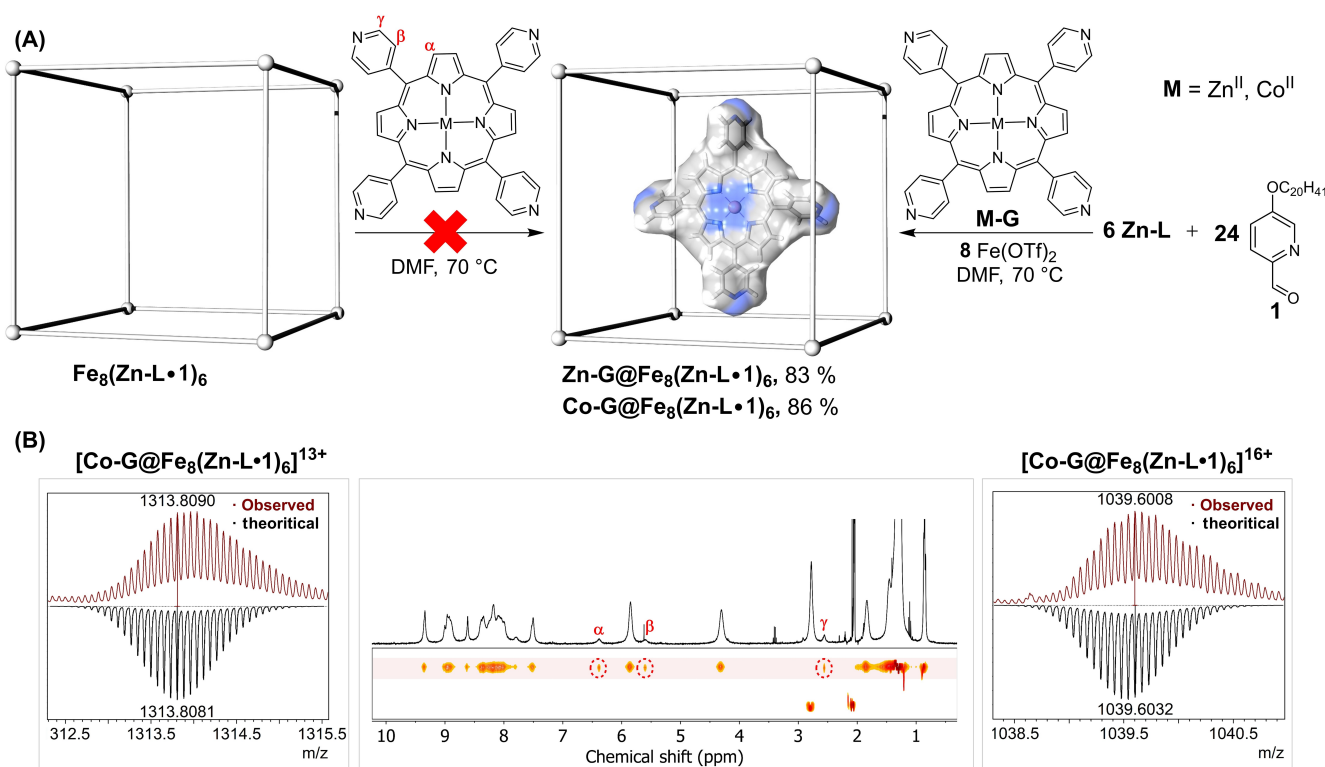 (A)
γ
β
α
N
N
N
N
N
M
N
N
N
DMF, 70 °C
Fe8(Zn-L•1)6
Zn-G@Fe8(Zn-L•1)6, 83 %
Co-G@Fe8(Zn-L•1)6, 86 %
N
N
N
N
M
N
N
N
N
M-G
8 Fe(OTf)2
DMF, 70 °C
M = ZnII, CoII
6 Zn-L + 24
OC20H41
N
O
1
(B)
[Co-G@Fe8(Zn-L•1)6]13+
1313.8090
· Observed
· theoritical
1313.8081
312.5 1313.5 1314.5 1315.5
m/z
α β γ
10 9 8 7 6 5 4 3 2 1
Chemical shift (ppm)
[Co-G@Fe8(Zn-L•1)6]16+
1039.6008
· Observed
· theoritical
1039.6032
1038.5 1039.5 1040.5
m/z